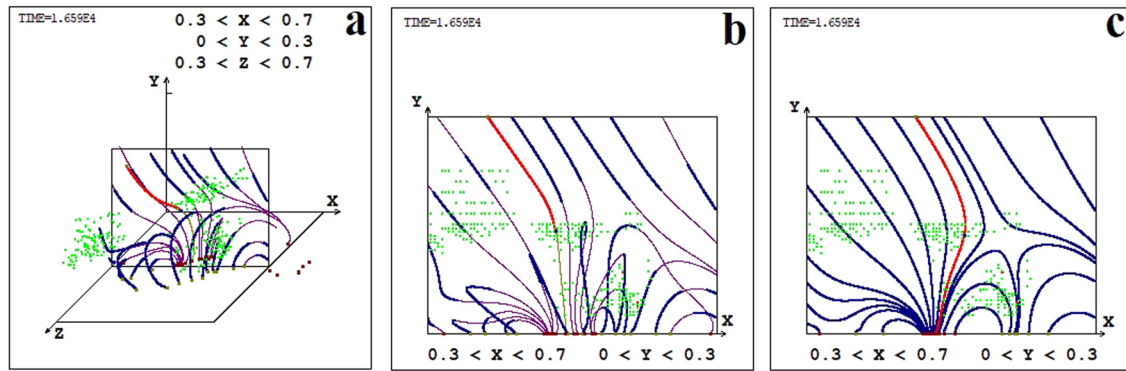 TIME=1.659E4
0.3 < X < 0.7
0 < Y < 0.3
0.3 < Z < 0.7
a
Y
X
Z
TIME=1.659E4
b
Y
X
0.3 < X < 0.7 0 < Y < 0.3
TIME=1.659E4
c
Y
X
0.3 < X < 0.7 0 < Y < 0.3